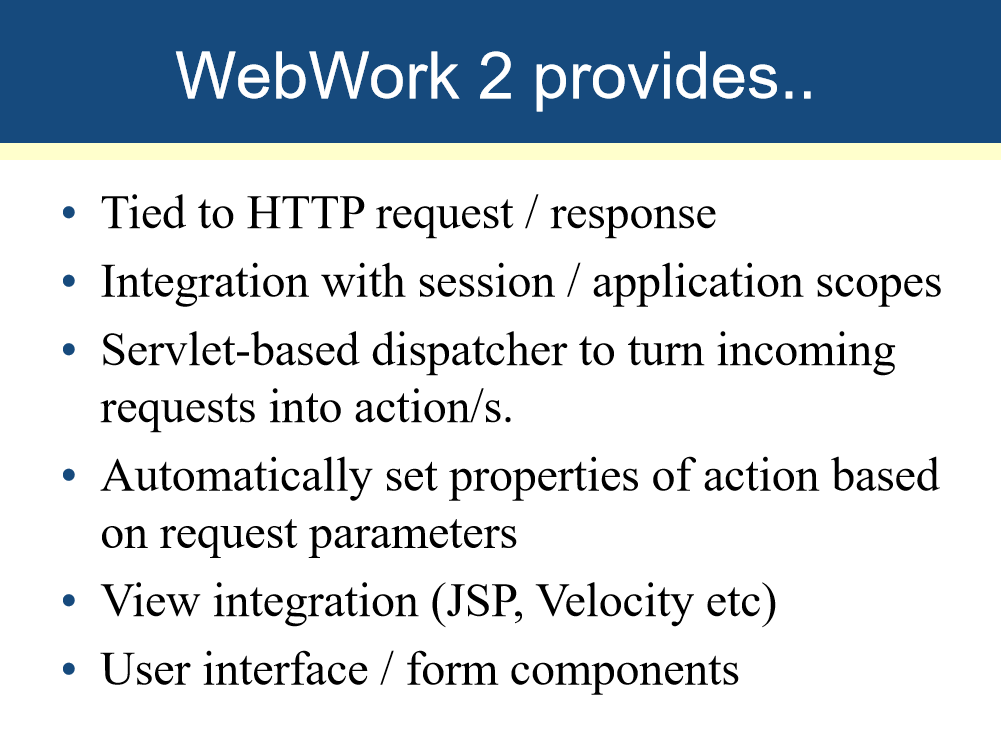 WebWork 2 provides..
• Tied to HTTP request / response
• Integration with session / application scopes
• Servlet-based dispatcher to turn incoming
requests into action/s.
• Automatically set properties of action based
on request parameters
• View integration (JSP, Velocity etc)
• User interface / form components